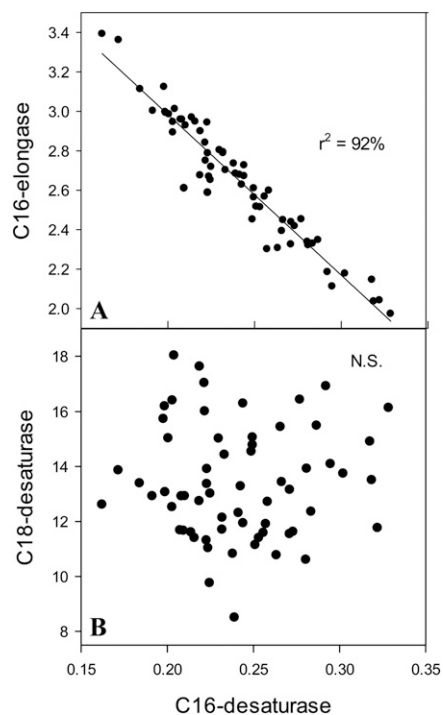 3.4
3.2
3.0
2.8
2.6
2.4
2.2
2.0
C16-elongase
r² = 92%
A
18
16
14
12
10
8
C18-desaturase
N.S.
B
0.15 0.20 0.25 0.30 0.35
C16-desaturase